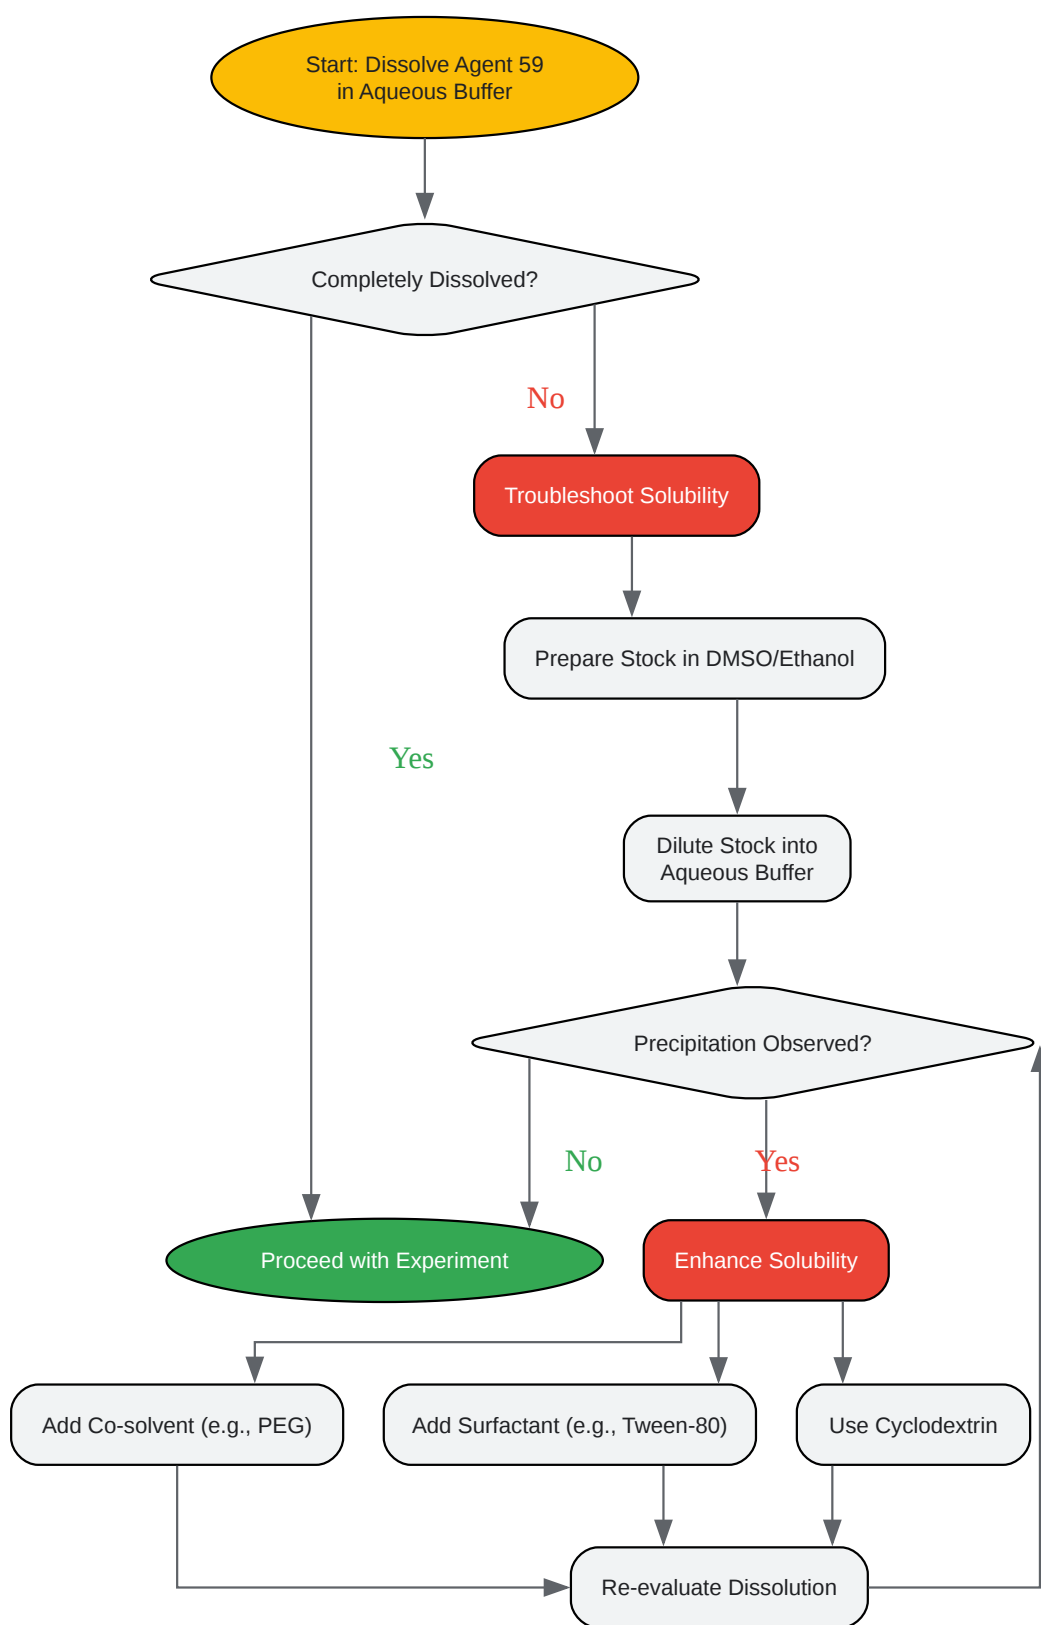 Start: Dissolve Agent 59
in Aqueous Buffer
Completely Dissolved?
No
Troubleshoot Solubility
Prepare Stock in DMSO/Ethanol
Yes
Dilute Stock into
Aqueous Buffer
Precipitation Observed?
No
Yes
Proceed with Experiment
Enhance Solubility
Add Co-solvent (e.g., PEG)
Add Surfactant (e.g., Tween-80)
Use Cyclodextrin
Re-evaluate Dissolution